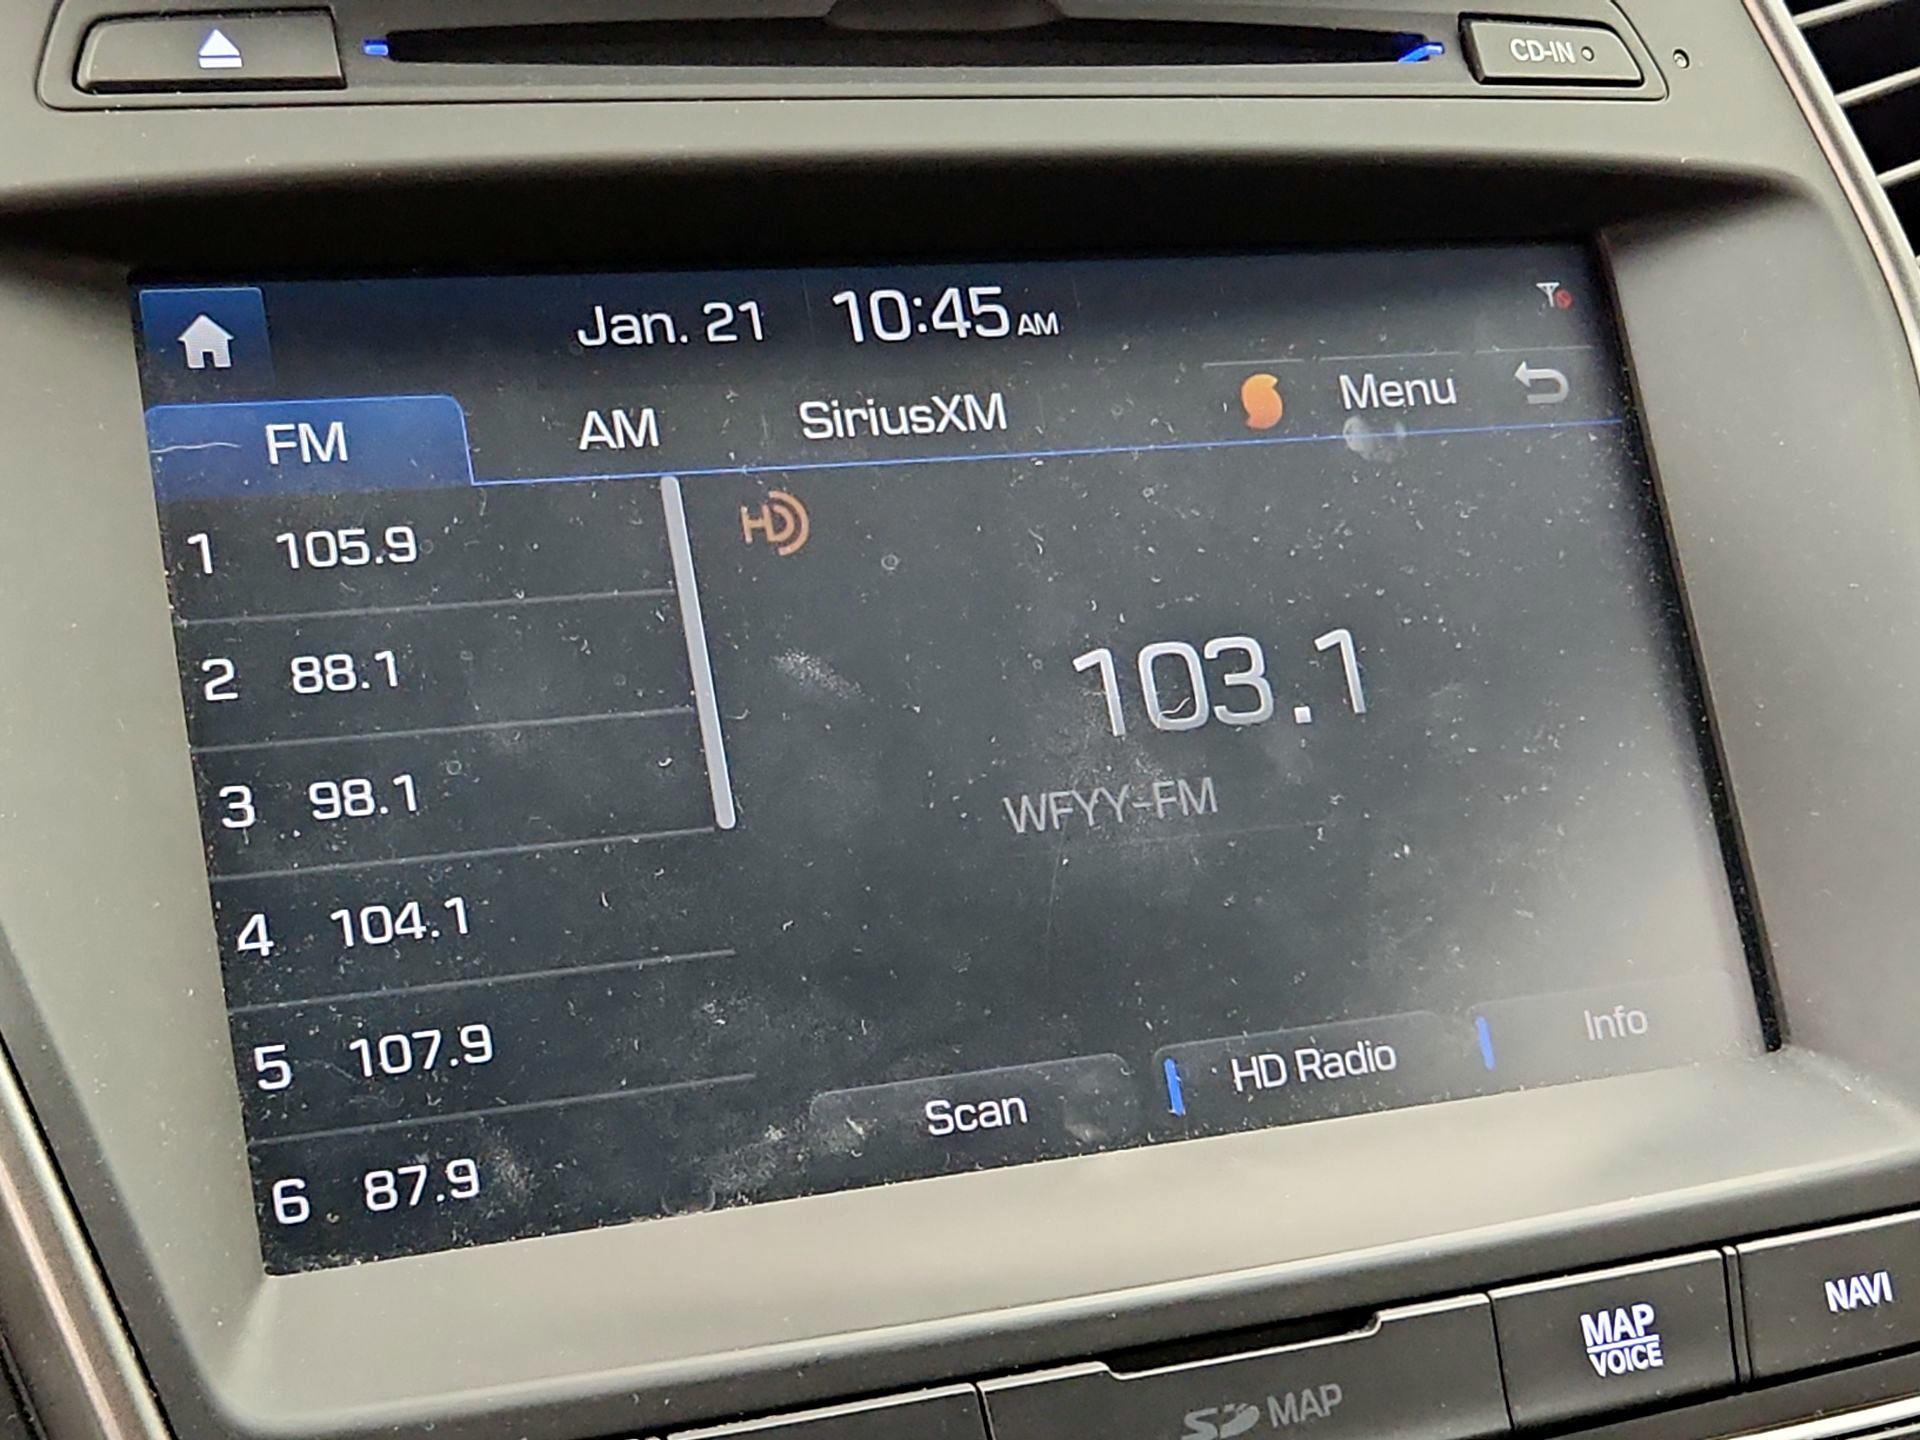 CD-IN
Jan. 21 10:45 AM
FM AM SiriusXM Menu
HD
1 105.9
2 88.1
3 98.1
4 104.1
5 107.9
6 87.9
103.1
WFYY-FM
Scan HD Radio Info
SD MAP
MAP
VOICE
NAVI